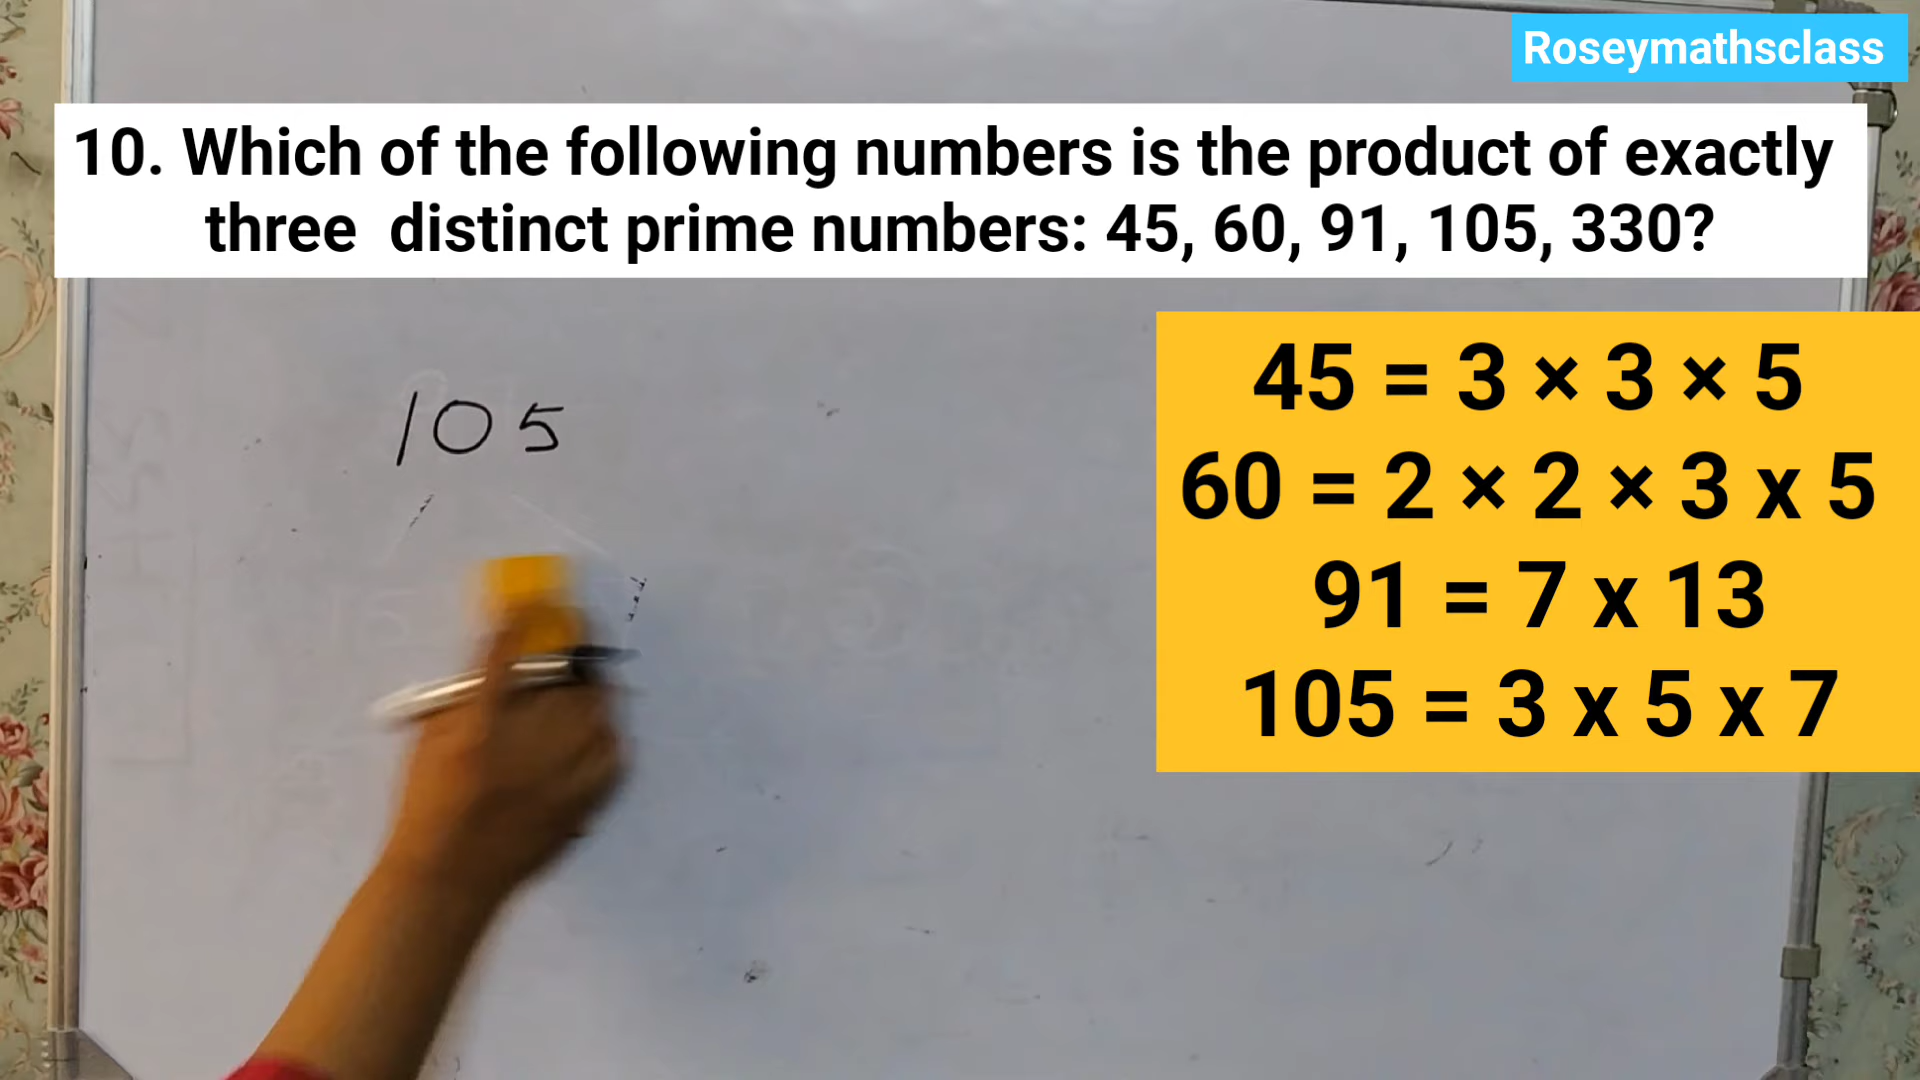 Roseymathsclass
10. Which of the following numbers is the product of exactly
three distinct prime numbers: 45, 60, 91, 105, 330?
105
45 = 3 × 3 × 5
60 = 2 × 2 × 3 x 5
91 = 7 x 13
105 = 3 x 5 x 7